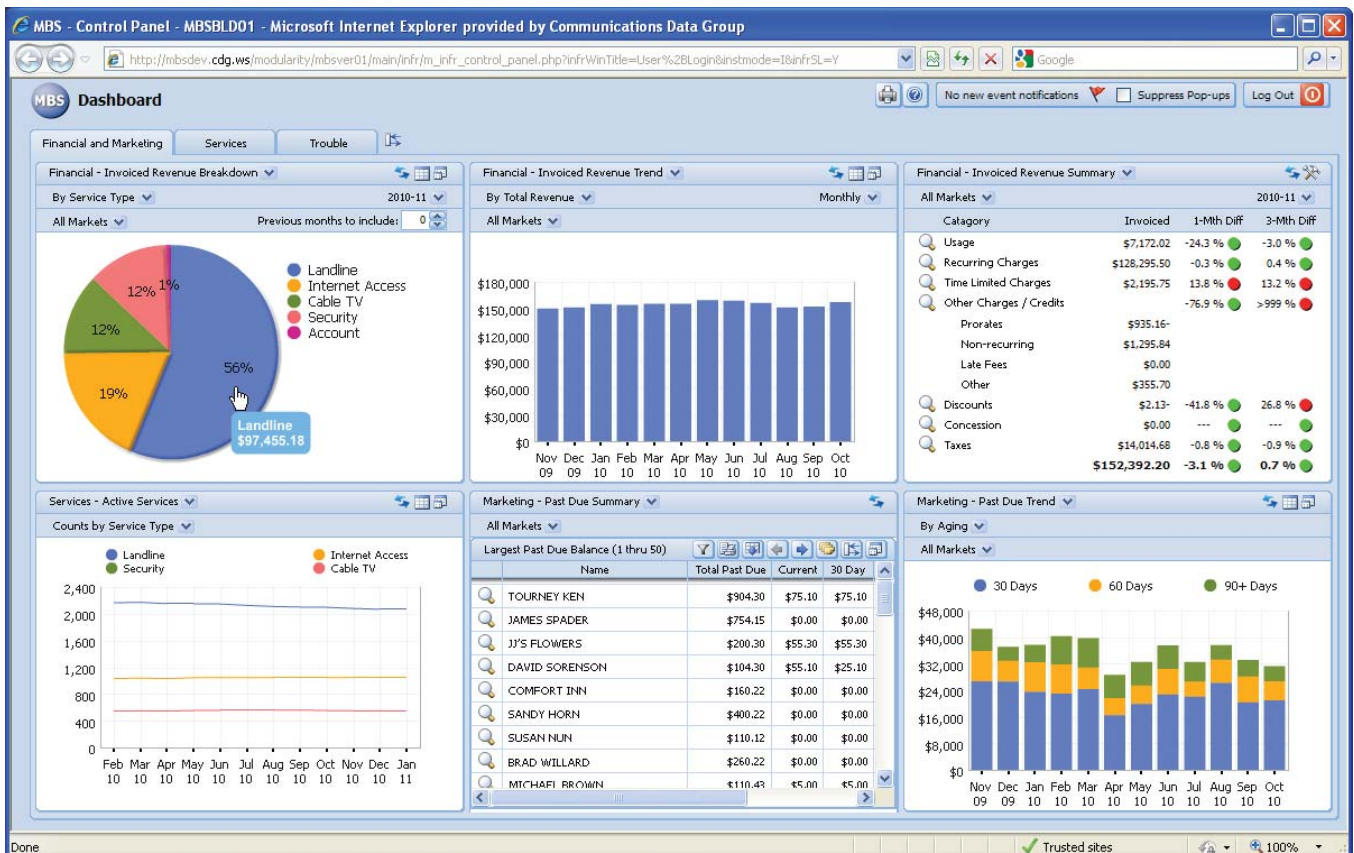 MBS - Control Panel - MBSBLD01 - Microsoft Internet Explorer provided by Communications Data Group
http://mbsdev.cdg.ws/modularity/mbsver01/main/infr/m_infr_control_panel.php?infrWinTitle=User%2BLogin&instmode=I&infrSL=Y
Google
MBS Dashboard
No new event notifications
Suppress Pop-ups
Log Out
Financial and Marketing
Services
Trouble
Financial - Invoiced Revenue Breakdown
By Service Type 2010-11
All Markets Previous months to include: 0
Landline
Internet Access
Cable TV
Security
Account
12% 1%
12%
56%
19%
Landline
$97,455.18
Financial - Invoiced Revenue Trend
By Total Revenue Monthly
All Markets
$180,000
$150,000
$120,000
$90,000
$60,000
$30,000
$0
Nov Dec Jan Feb Mar Apr May Jun Jul Aug Sep Oct
09 09 10 10 10 10 10 10 10 10 10 10
Financial - Invoiced Revenue Summary
All Markets 2010-11
Catagory Invoiced 1-Mth Diff 3-Mth Diff
Usage $7,172.02 -24.3 % -3.0 %
Recurring Charges $128,295.50 -0.3 % 0.4 %
Time Limited Charges $2,195.75 13.8 % 13.2 %
Other Charges / Credits -76.9 % >999 %
Prorates $935.16-
Non-recurring $1,295.84
Late Fees $0.00
Other $355.70
Discounts $2.13- -41.8 % 26.8 %
Concession $0.00 --- ---
Taxes $14,014.68 -0.8 % -0.9 %
$152,392.20 -3.1 % 0.7 %
Services - Active Services
Counts by Service Type
Landline Internet Access
Security Cable TV
2,400
2,000
1,600
1,200
800
400
0
Feb Mar Apr May Jun Jul Aug Sep Oct Nov Dec Jan
10 10 10 10 10 10 10 10 10 10 10 11
Marketing - Past Due Summary
All Markets
Largest Past Due Balance (1 thru 50)
Name Total Past Due Current 30 Day
TOURNEY KEN $904.30 $75.10 $75.10
JAMES SPADER $754.15 $0.00 $0.00
JJ'S FLOWERS $200.30 $55.30 $55.30
DAVID SORENSON $104.30 $55.10 $25.10
COMFORT INN $160.22 $0.00 $0.00
SANDY HORN $400.22 $0.00 $0.00
SUSAN NUN $110.12 $0.00 $0.00
BRAD WILLARD $260.22 $0.00 $0.00
MICHAEL BROWN $110.43 $5.00 $5.00
Marketing - Past Due Trend
By Aging
All Markets
30 Days 60 Days 90+ Days
$48,000
$40,000
$32,000
$24,000
$16,000
$8,000
$0
Nov Dec Jan Feb Mar Apr May Jun Jul Aug Sep Oct
09 09 10 10 10 10 10 10 10 10 10 10
Done
Trusted sites
100%